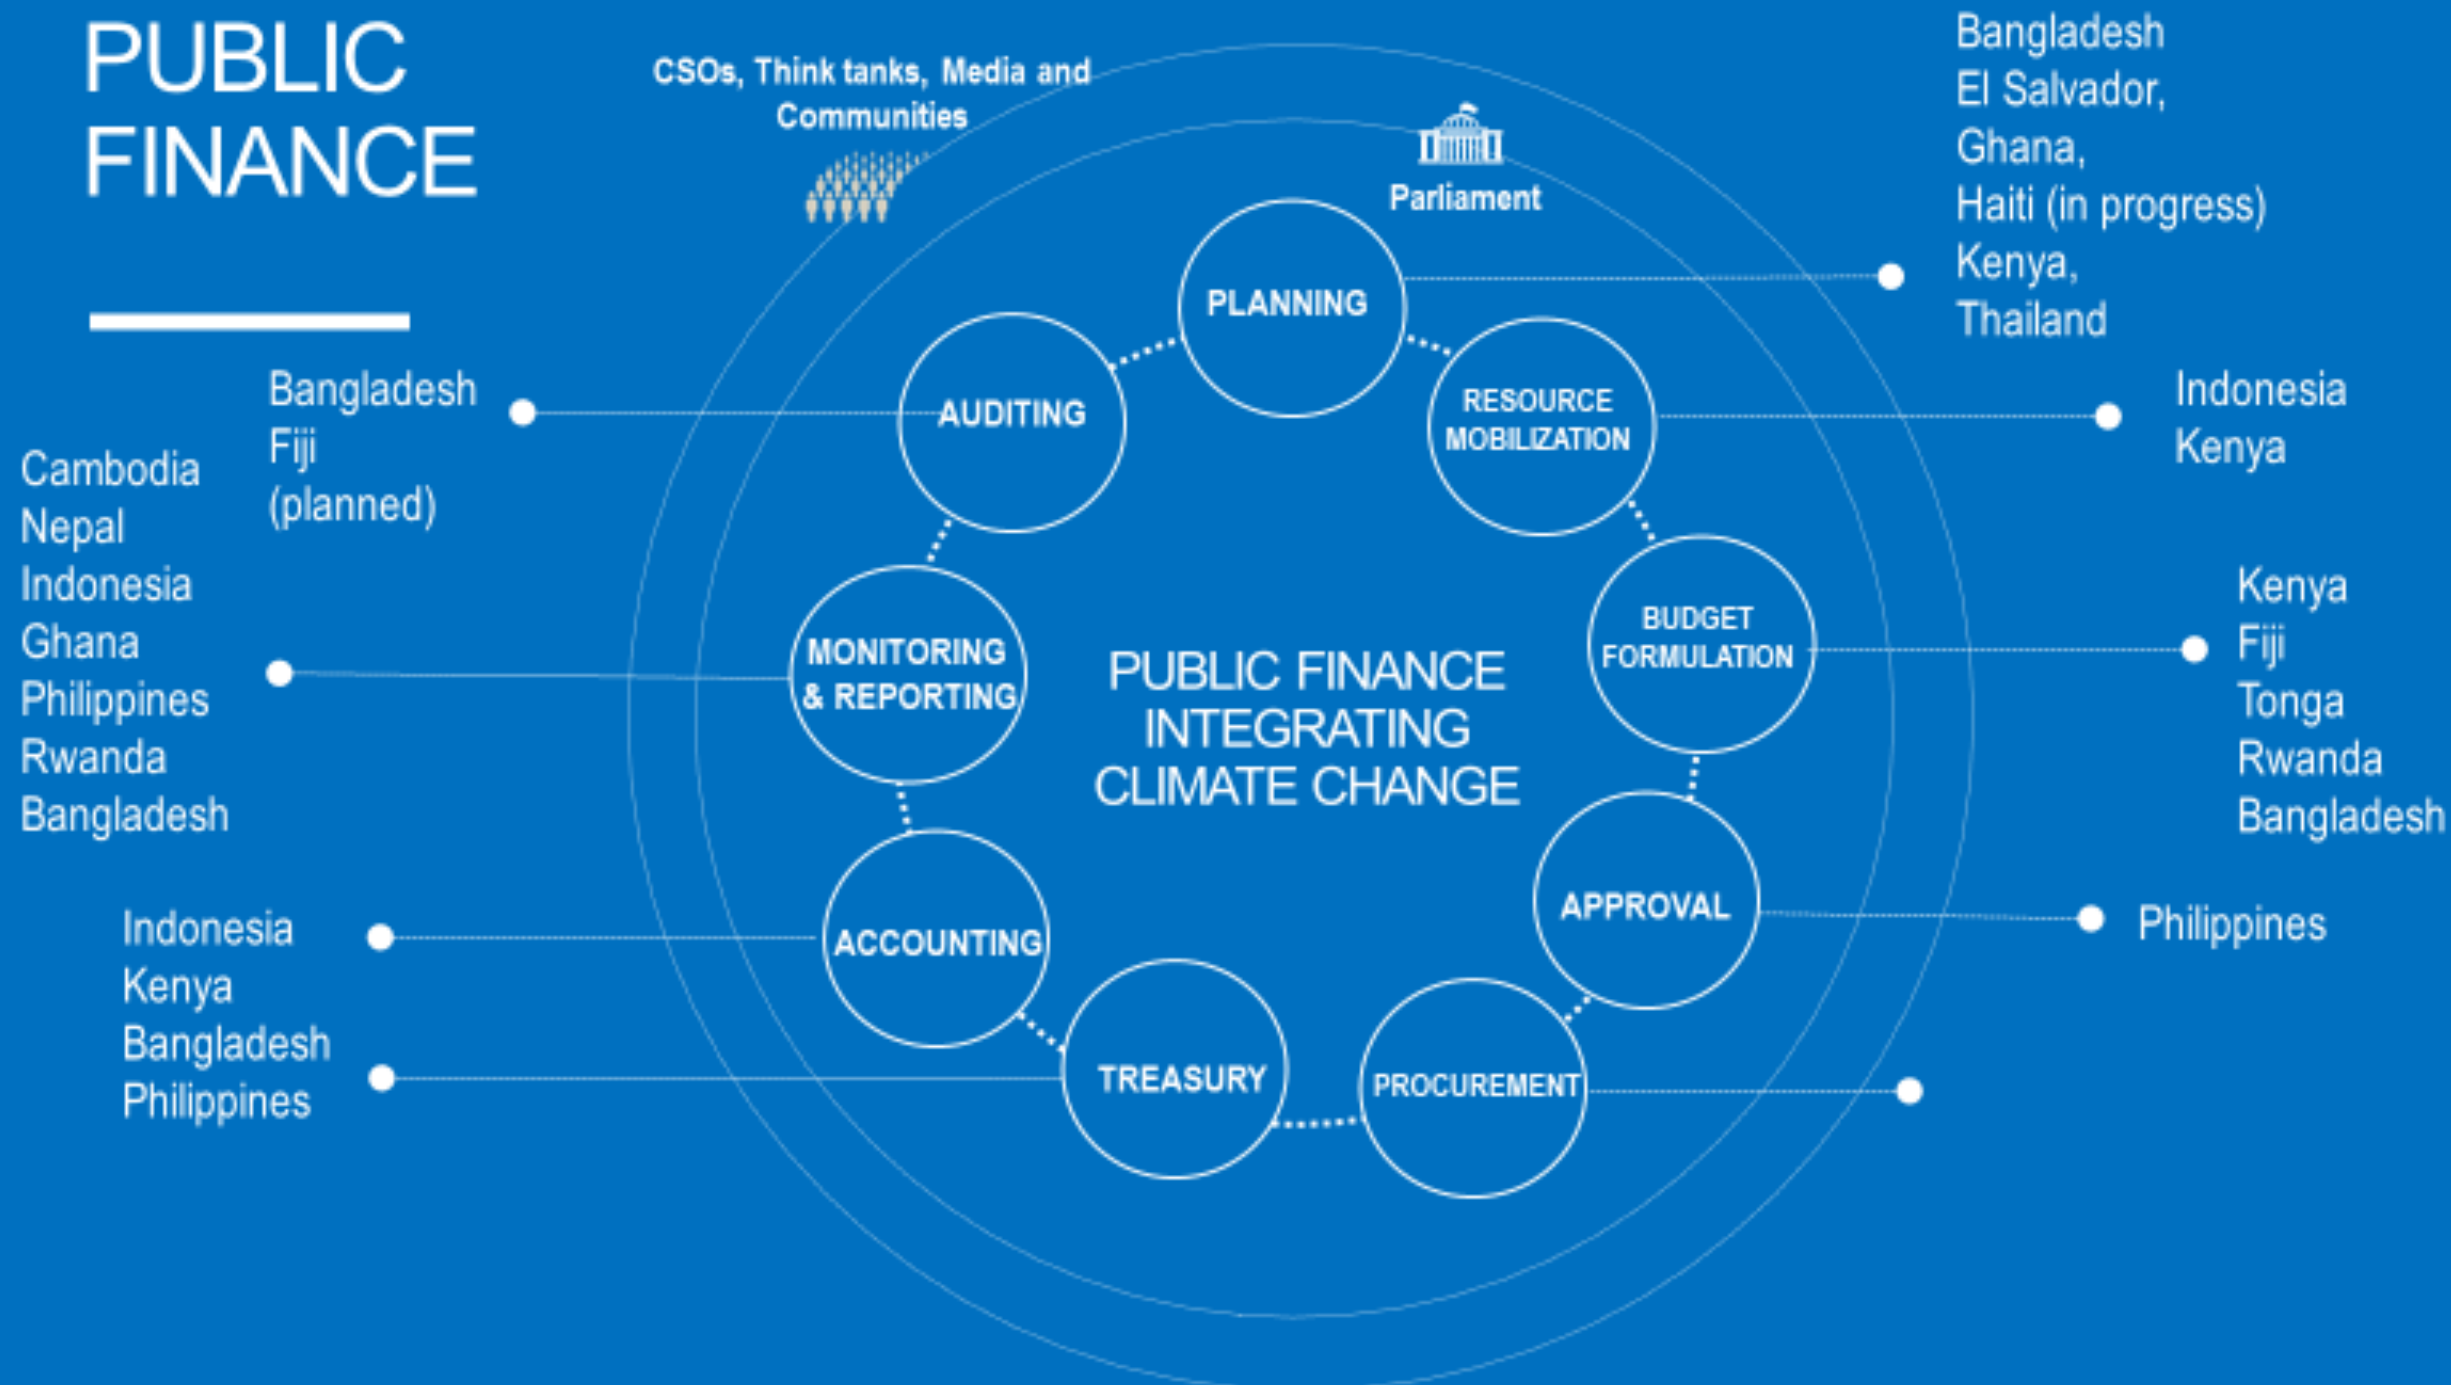 PUBLIC
FINANCE
CSOs, Think tanks, Media and
Communities
Parliament
PLANNING
Bangladesh
El Salvador,
Ghana,
Haiti (in progress)
Kenya,
Thailand
RESOURCE
MOBILIZATION
Indonesia
Kenya
BUDGET
FORMULATION
Kenya
Fiji
Tonga
Rwanda
Bangladesh
APPROVAL
Philippines
PROCUREMENT
TREASURY
ACCOUNTING
Indonesia
Kenya
Bangladesh
Philippines
MONITORING
& REPORTING
Cambodia
Nepal
Indonesia
Ghana
Philippines
Rwanda
Bangladesh
AUDITING
Bangladesh
Fiji
(planned)
PUBLIC FINANCE
INTEGRATING
CLIMATE CHANGE